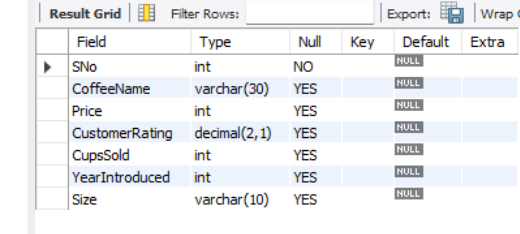 Result Grid Filter Rows: Export: Wrap C
Field Type Null Key Default Extra
SNo int NO NULL
CoffeeName varchar(30) YES NULL
Price int YES NULL
CustomerRating decimal(2,1) YES NULL
CupsSold int YES NULL
YearIntroduced int YES NULL
Size varchar(10) YES NULL